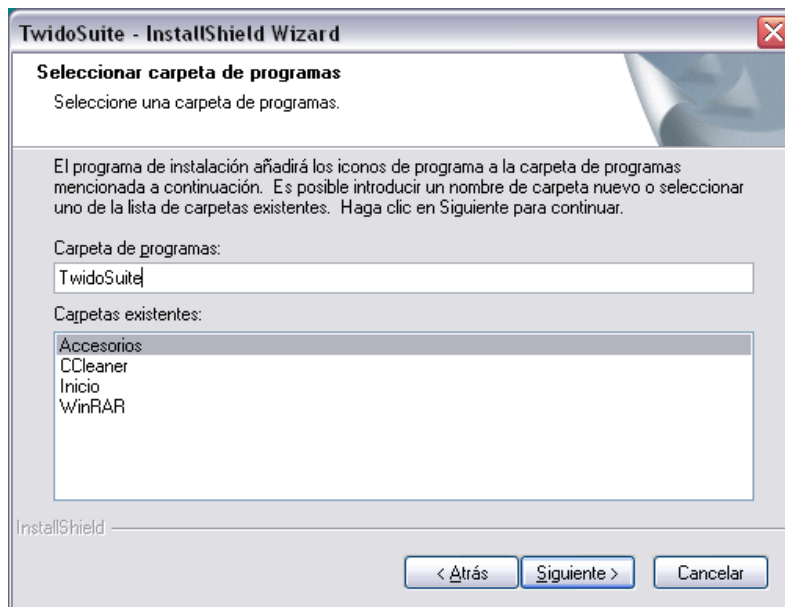 TwidoSuite - InstallShield Wizard
Seleccionar carpeta de programas
Seleccione una carpeta de programas.
El programa de instalación añadirá los iconos de programa a la carpeta de programas
mencionada a continuación. Es posible introducir un nombre de carpeta nuevo o seleccionar
uno de la lista de carpetas existentes. Haga clic en Siguiente para continuar.
Carpeta de programas:
TwidoSuite
Carpetas existentes:
Accesorios
CCleaner
Inicio
WinRAR
InstallShield
< Atrás
Siguiente >
Cancelar